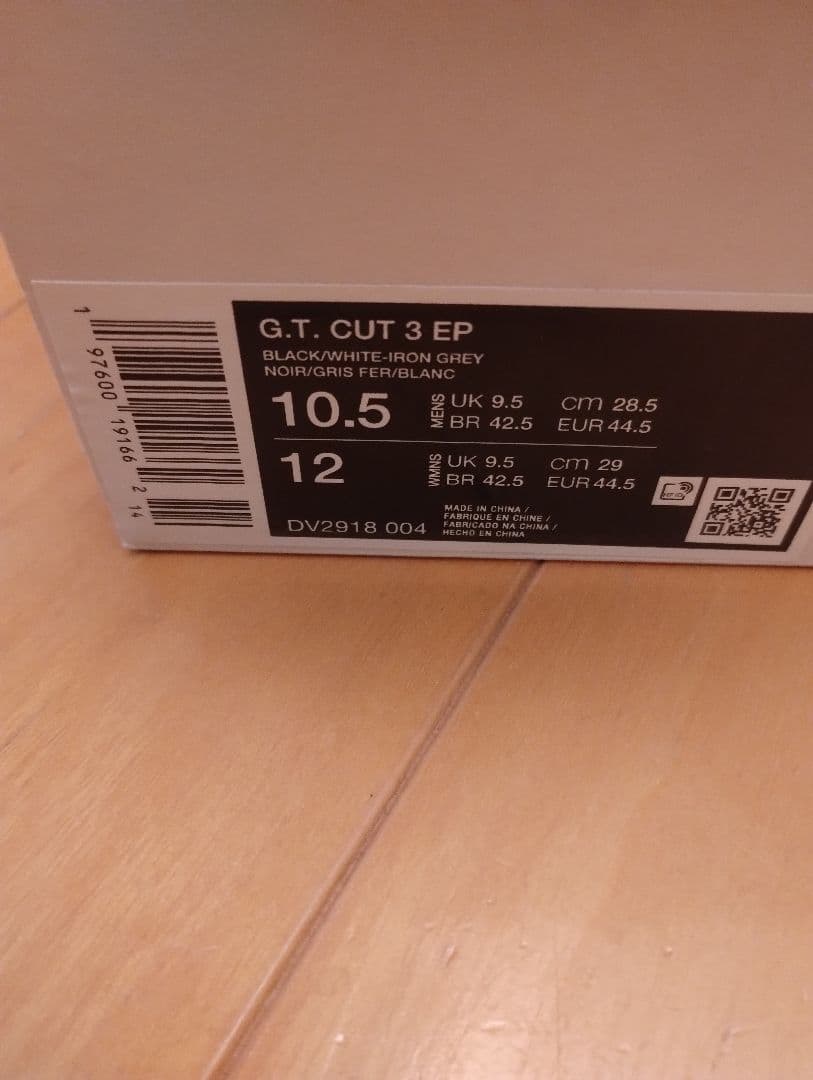 G.T. CUT 3 EP
BLACK/WHITE-IRON GREY
NOIR/GRIS FER/BLANC
10.5 MENS UK 9.5 cm 28.5
BR 42.5 EUR 44.5
12 WMNS UK 9.5 cm 29
BR 42.5 EUR 44.5
DV2918 004
MADE IN CHINA /
FABRIQUE EN CHINE /
FABRICADO NA CHINA /
HECHO EN CHINA
1 97600 19166 2 14